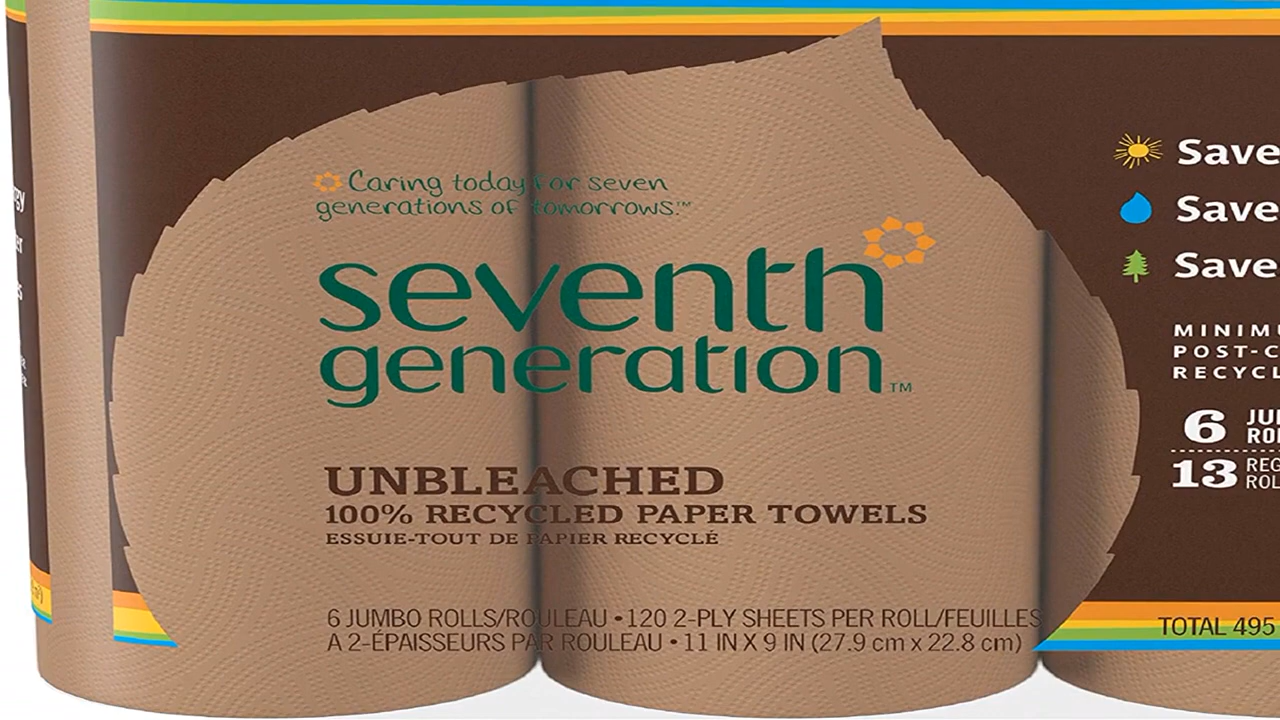 Caring today for seven
generations of tomorrows.™
seventh
generation™
UNBLEACHED
100% RECYCLED PAPER TOWELS
ESSUIE-TOUT DE PAPIER RECYCLÉ
6 JUMBO ROLLS/ROULEAU • 120 2-PLY SHEETS PER ROLL/FEUILLES
A 2-ÉPAISSEURS PAR ROULEAU • 11 IN X 9 IN (27.9 cm x 22.8 cm)
Save
Save
Save
6
13
TOTAL 495